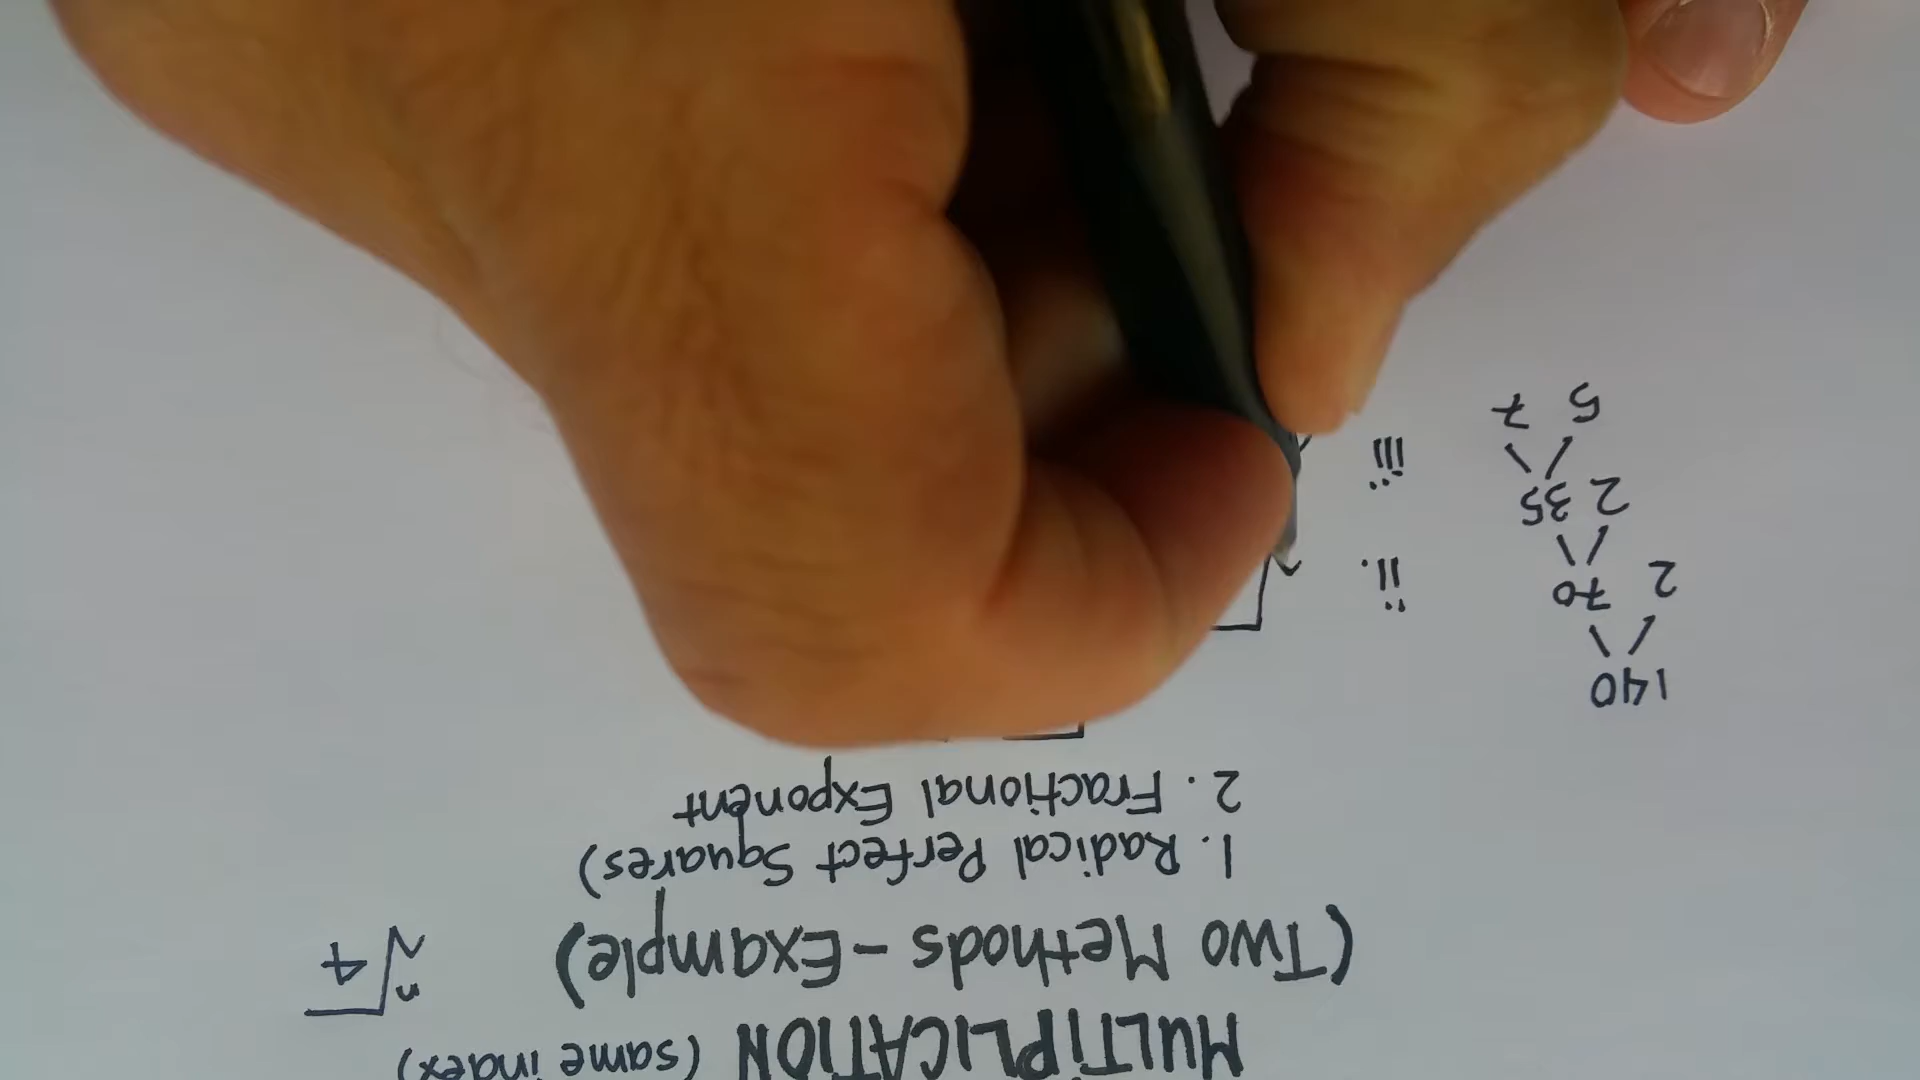 MULTIPLICATION (same index)
(Two Methods - Example)
n√4
1. Radical Perfect Squares)
2. Fractional Exponent
140
2 70
ii. √
2 35
iii
5 7